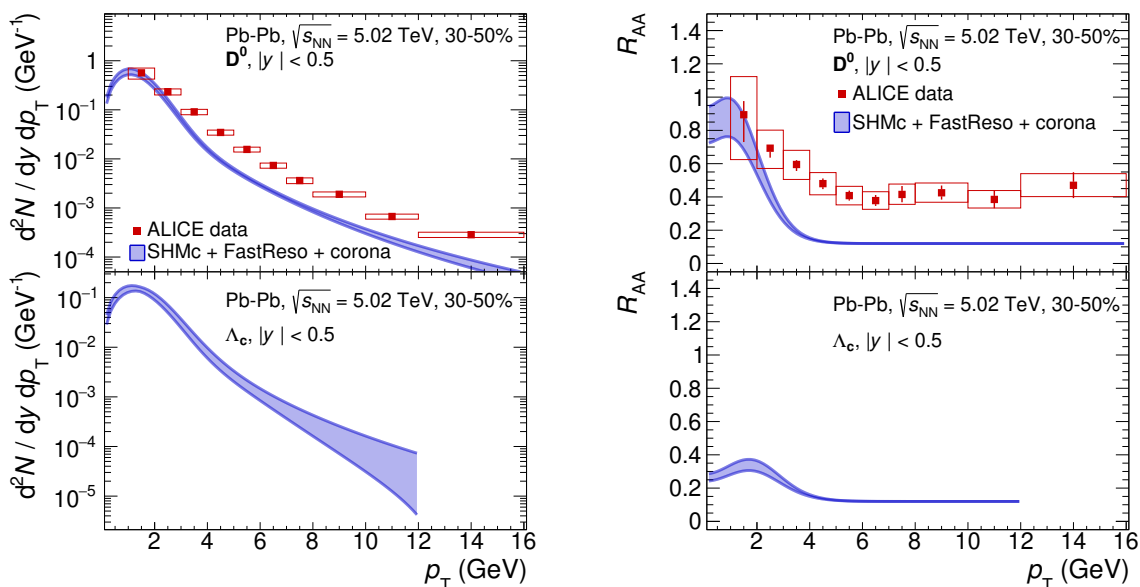 d²N / dy dp_T (GeV⁻¹)
1
10⁻¹
10⁻²
10⁻³
10⁻⁴
Pb-Pb, √s_NN = 5.02 TeV, 30-50%
D⁰, |y| < 0.5
ALICE data
SHMc + FastReso + corona
d²N / dy dp_T (GeV⁻¹)
10⁻¹
10⁻²
10⁻³
10⁻⁴
10⁻⁵
Pb-Pb, √s_NN = 5.02 TeV, 30-50%
Λ_c, |y| < 0.5
2 4 6 8 10 12 14 16
p_T (GeV)
R_AA
1.4
1.2
1
0.8
0.6
0.4
0.2
0
Pb-Pb, √s_NN = 5.02 TeV, 30-50%
D⁰, |y| < 0.5
ALICE data
SHMc + FastReso + corona
R_AA
1.4
1.2
1
0.8
0.6
0.4
0.2
0
Pb-Pb, √s_NN = 5.02 TeV, 30-50%
Λ_c, |y| < 0.5
2 4 6 8 10 12 14 16
p_T (GeV)